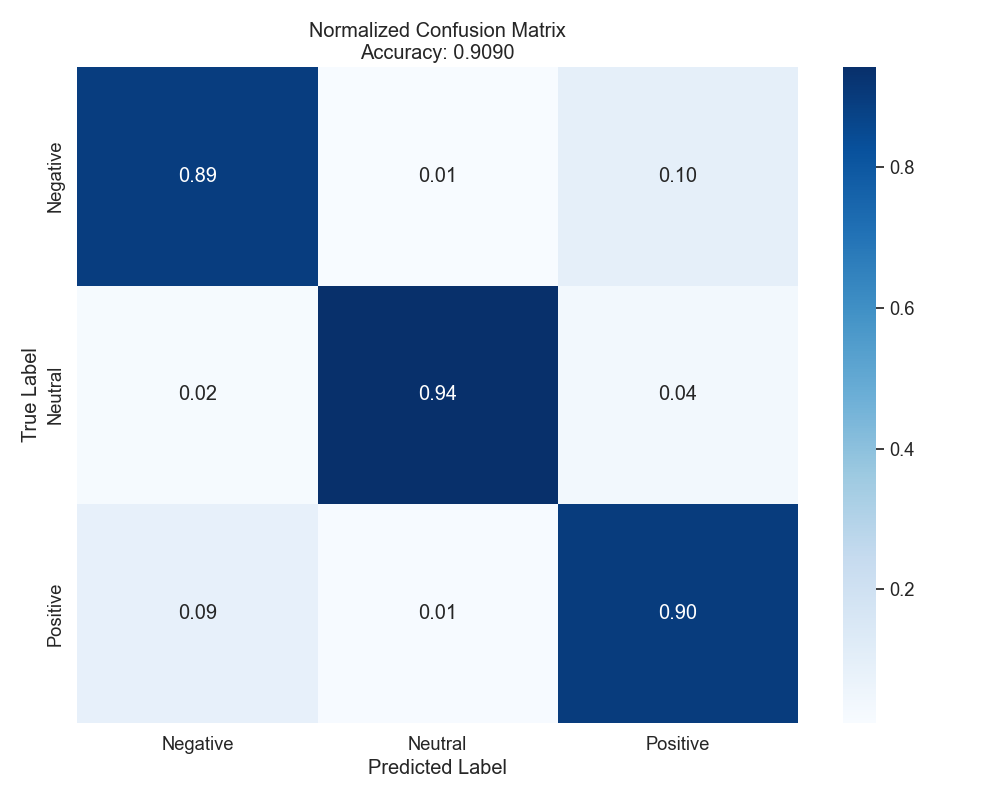 Normalized Confusion Matrix
Accuracy: 0.9090
True Label
Negative
0.89
0.01
0.10
Neutral
0.02
0.94
0.04
Positive
0.09
0.01
0.90
Negative
Neutral
Positive
Predicted Label
0.8
0.6
0.4
0.2